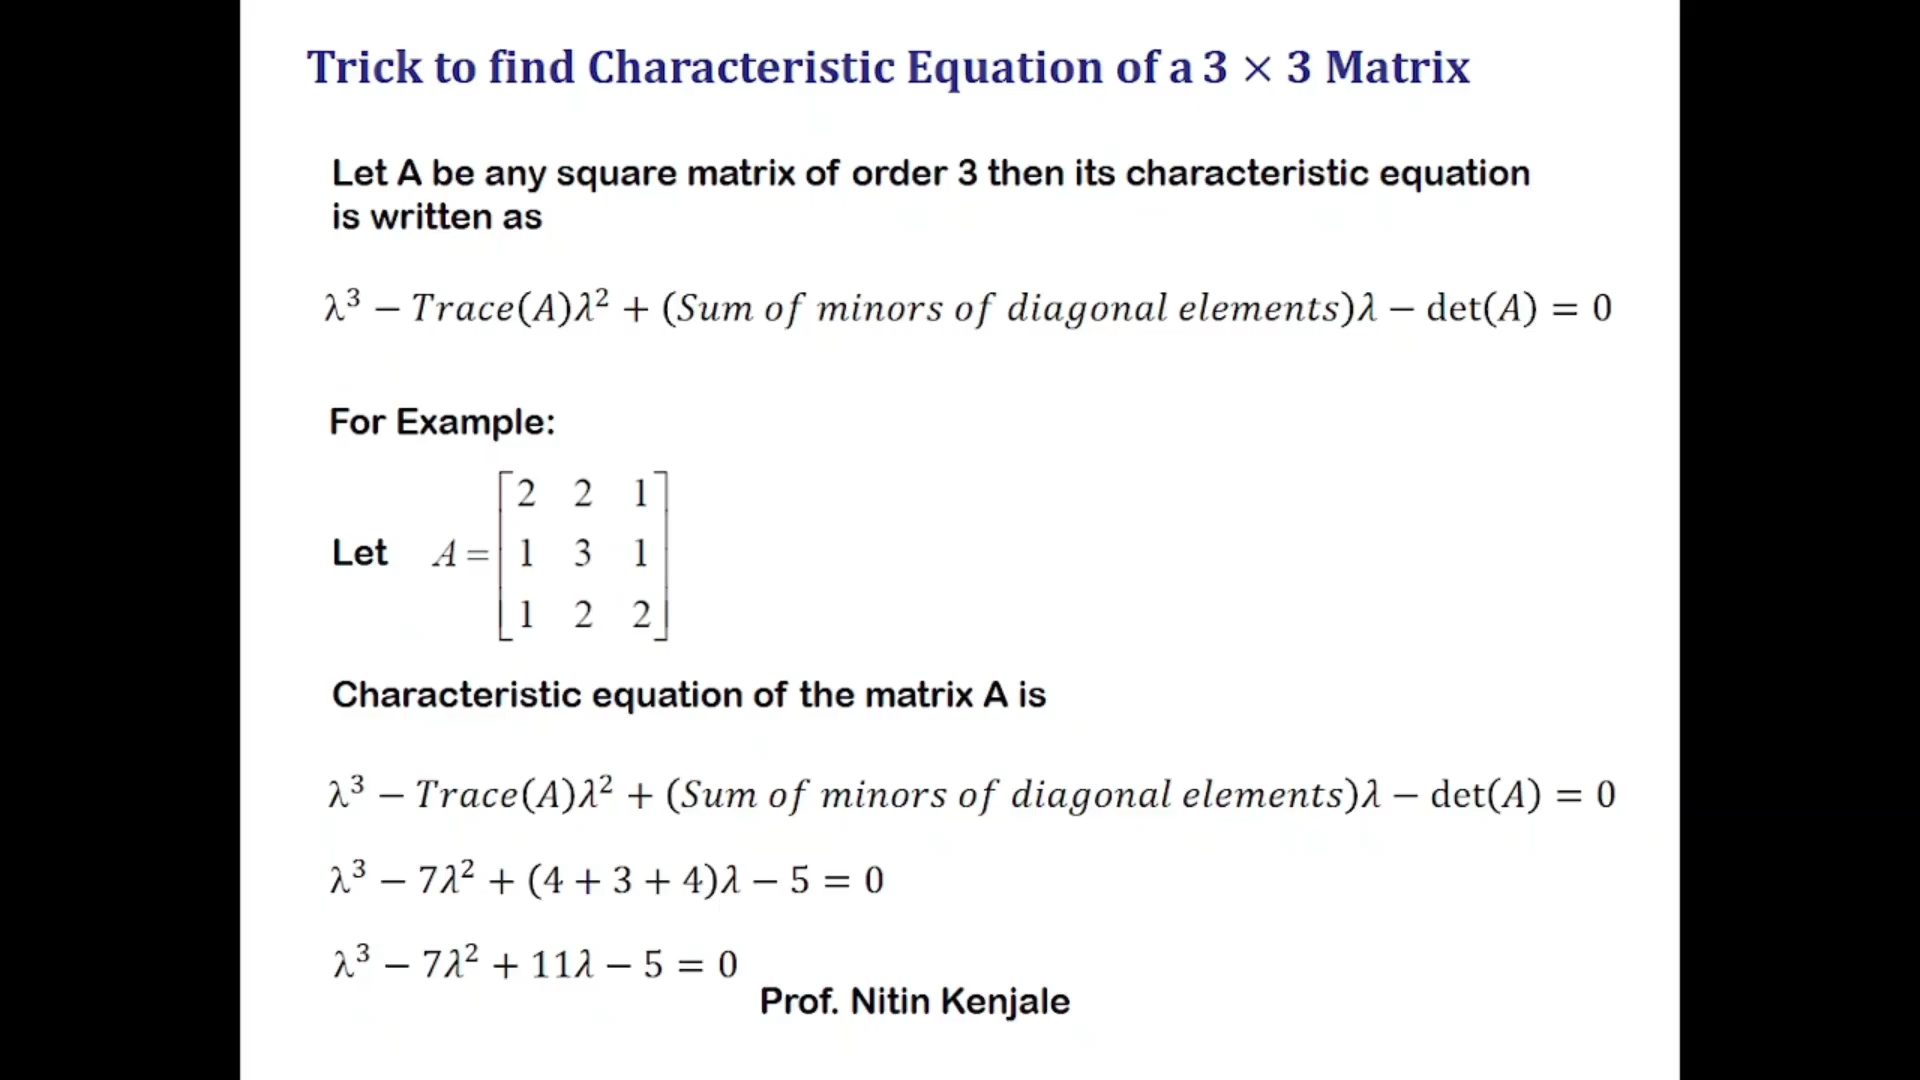 Trick to find Characteristic Equation of a 3 × 3 Matrix
Let A be any square matrix of order 3 then its characteristic equation
is written as
λ³ − Trace(A)λ² + (Sum of minors of diagonal elements)λ − det(A) = 0
For Example:
Let A = [2 2 1
1 3 1
1 2 2]
Characteristic equation of the matrix A is
λ³ − Trace(A)λ² + (Sum of minors of diagonal elements)λ − det(A) = 0
λ³ − 7λ² + (4 + 3 + 4)λ − 5 = 0
λ³ − 7λ² + 11λ − 5 = 0
Prof. Nitin Kenjale